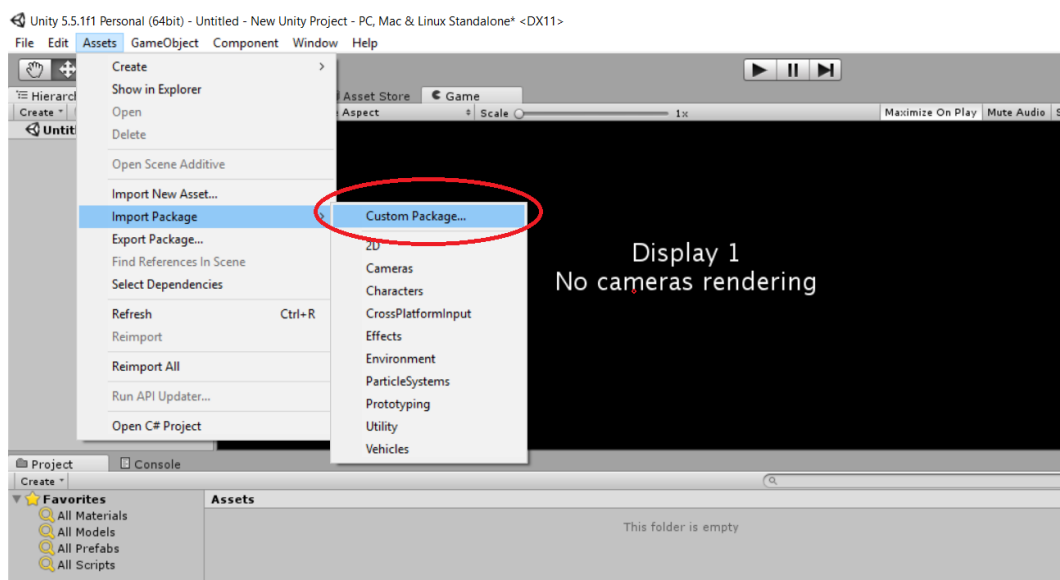 Unity 5.5.1f1 Personal (64bit) - Untitled - New Unity Project - PC, Mac & Linux Standalone* <DX11>
File Edit Assets GameObject Component Window Help
Create >
Show in Explorer
Open
Delete
Open Scene Additive
Import New Asset...
Import Package
Export Package...
Find References In Scene
Select Dependencies
Refresh Ctrl+R
Reimport
Reimport All
Run API Updater...
Open C# Project
Custom Package...
2D
Cameras
Characters
CrossPlatformInput
Effects
Environment
ParticleSystems
Prototyping
Utility
Vehicles
Asset Store Game
Create Aspect Scale 1x Maximize On Play Mute Audio
Display 1
No cameras rendering
Project Console
Create
Favorites Assets
All Materials
All Models
All Prefabs
All Scripts
This folder is empty